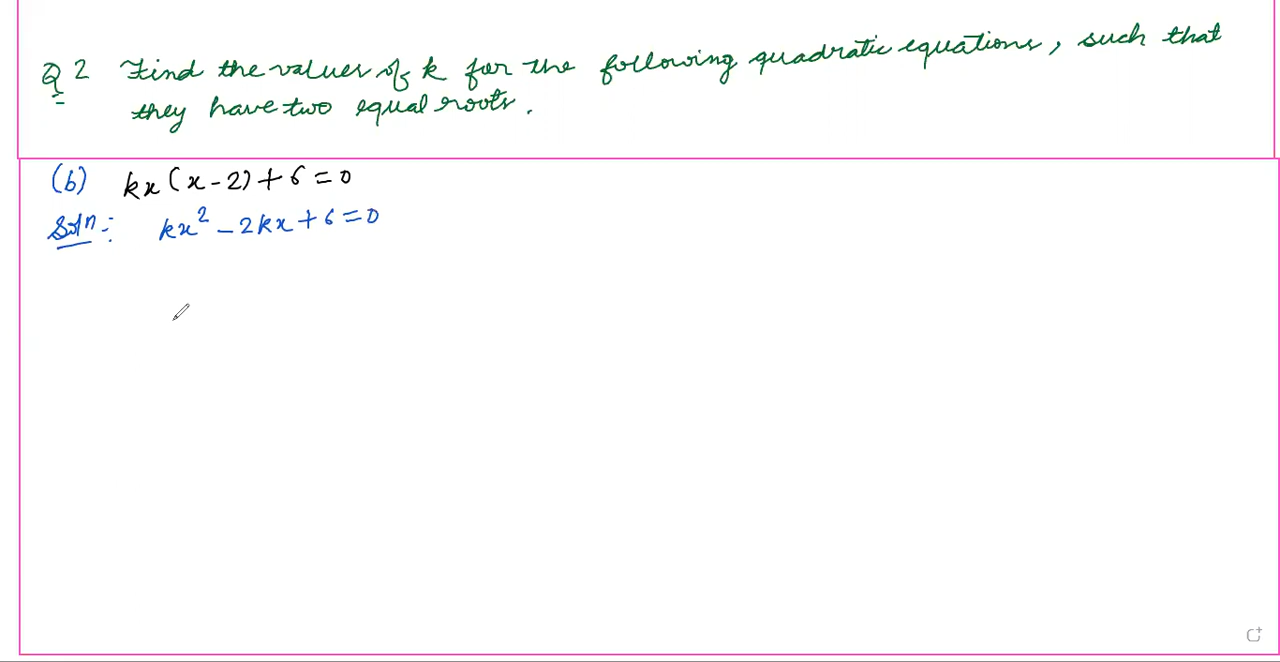 Q 2 Find the values of k for the following quadratic equations, such that
they have two equal roots.
(b) kx(x-2)+6=0
Soln:- kx² - 2kx + 6 = 0